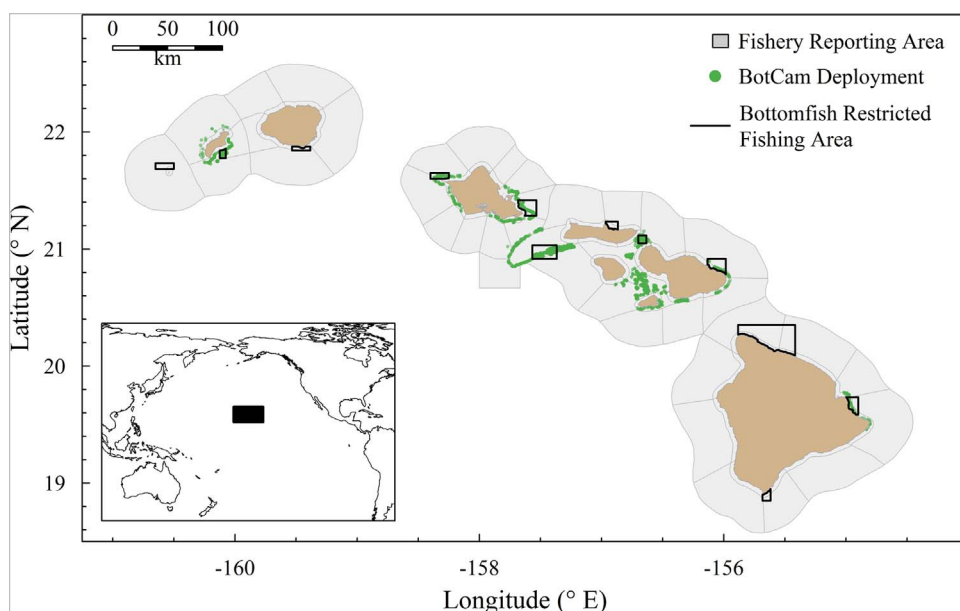 0 50 100
km
Fishery Reporting Area
BotCam Deployment
Bottomfish Restricted
Fishing Area
Latitude (° N)
22
21
20
19
-160
-158
-156
Longitude (° E)